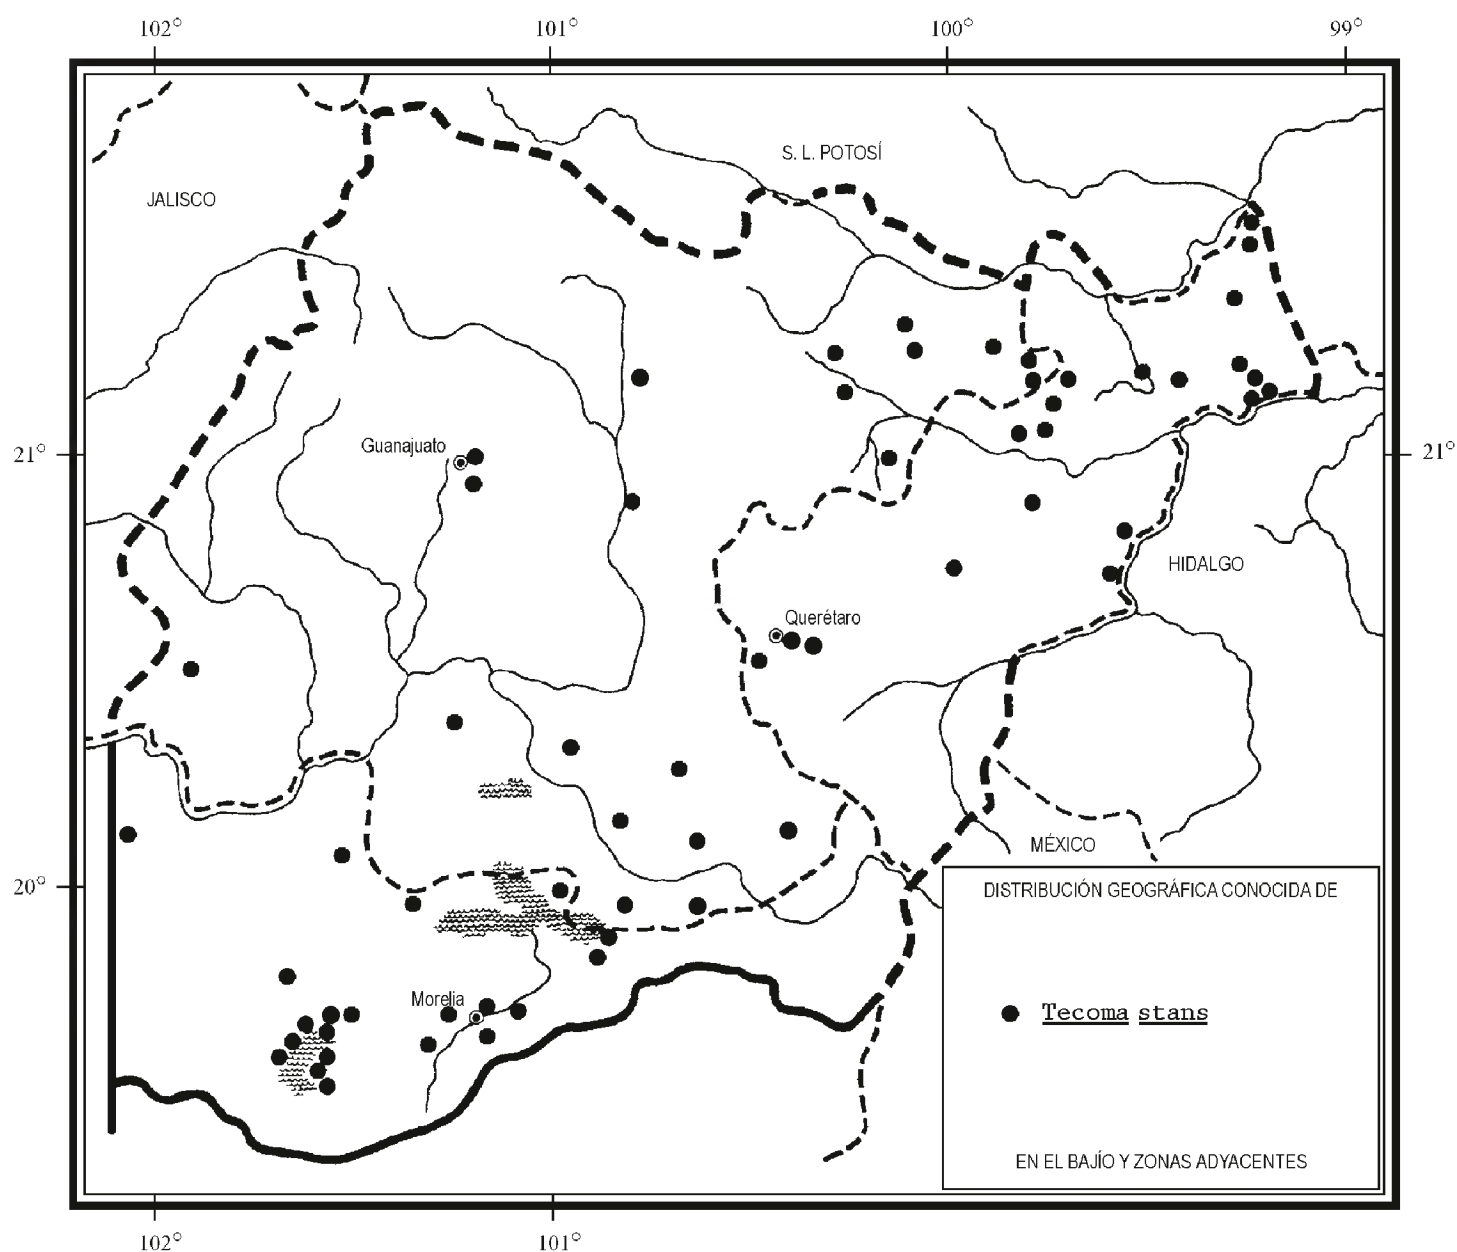 102° 101° 100° 99°
S. L. POTOSÍ
JALISCO
Guanajuato
21° 21°
HIDALGO
Querétaro
MÉXICO
20°
DISTRIBUCIÓN GEOGRÁFICA CONOCIDA DE
Morelia
Tecoma stans
EN EL BAJÍO Y ZONAS ADYACENTES
102° 101°